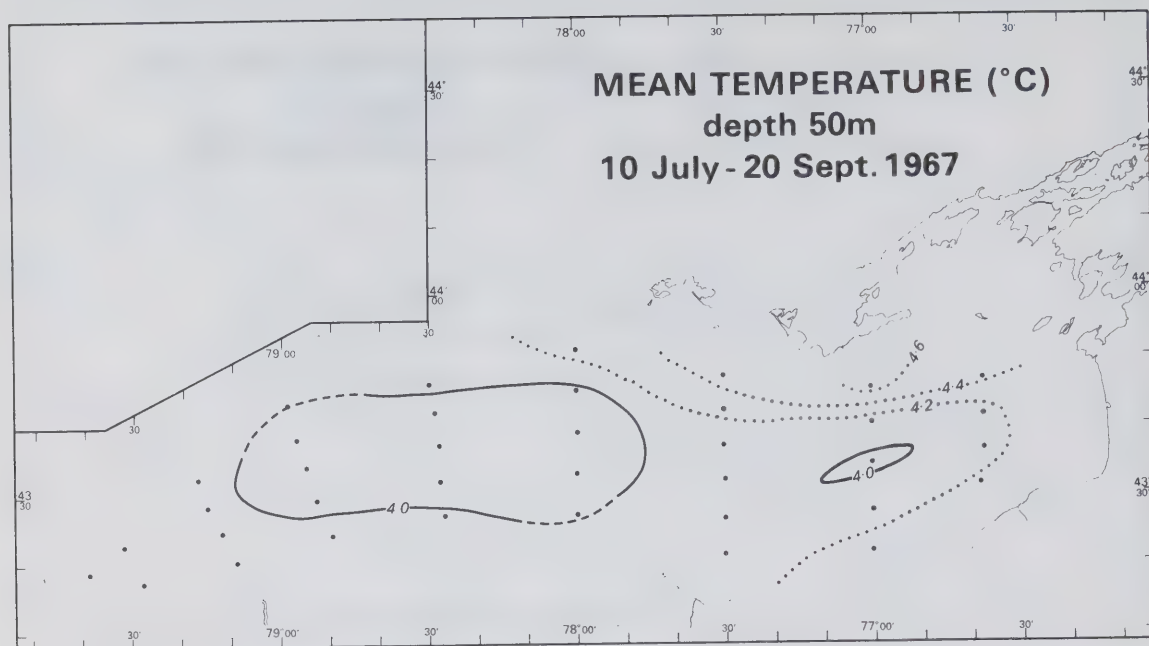 78°00 30' 77°00 30'
MEAN TEMPERATURE (°C)
depth 50m
10 July - 20 Sept. 1967
44° 30'
44° 30'
44 00
44° 00
30
79 00
30
4·6
4·4
4·2
4·0
4·0
43 30
43° 30'
30' 79°00' 30' 78°00' 30' 77°00' 30'